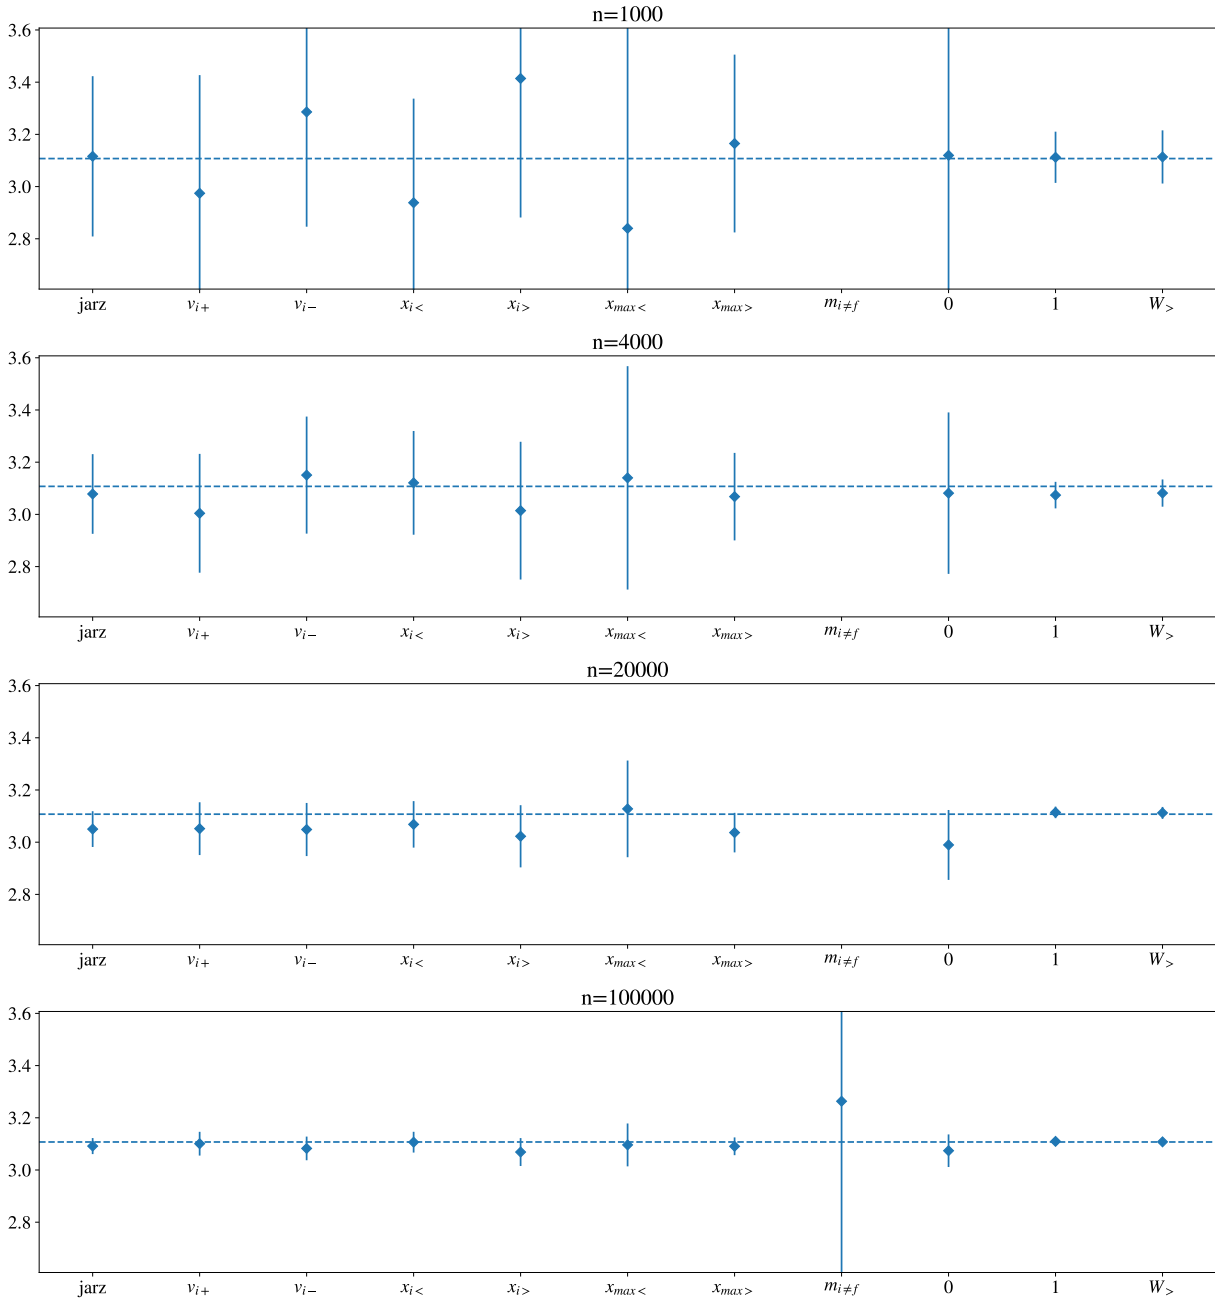 n=1000
3.6
3.4
3.2
3.0
2.8
jarz v_{i+} v_{i−} x_{i<} x_{i>} x_{max<} x_{max>} m_{i≠f} 0 1 W_>
n=4000
3.6
3.4
3.2
3.0
2.8
jarz v_{i+} v_{i−} x_{i<} x_{i>} x_{max<} x_{max>} m_{i≠f} 0 1 W_>
n=20000
3.6
3.4
3.2
3.0
2.8
jarz v_{i+} v_{i−} x_{i<} x_{i>} x_{max<} x_{max>} m_{i≠f} 0 1 W_>
n=100000
3.6
3.4
3.2
3.0
2.8
jarz v_{i+} v_{i−} x_{i<} x_{i>} x_{max<} x_{max>} m_{i≠f} 0 1 W_>